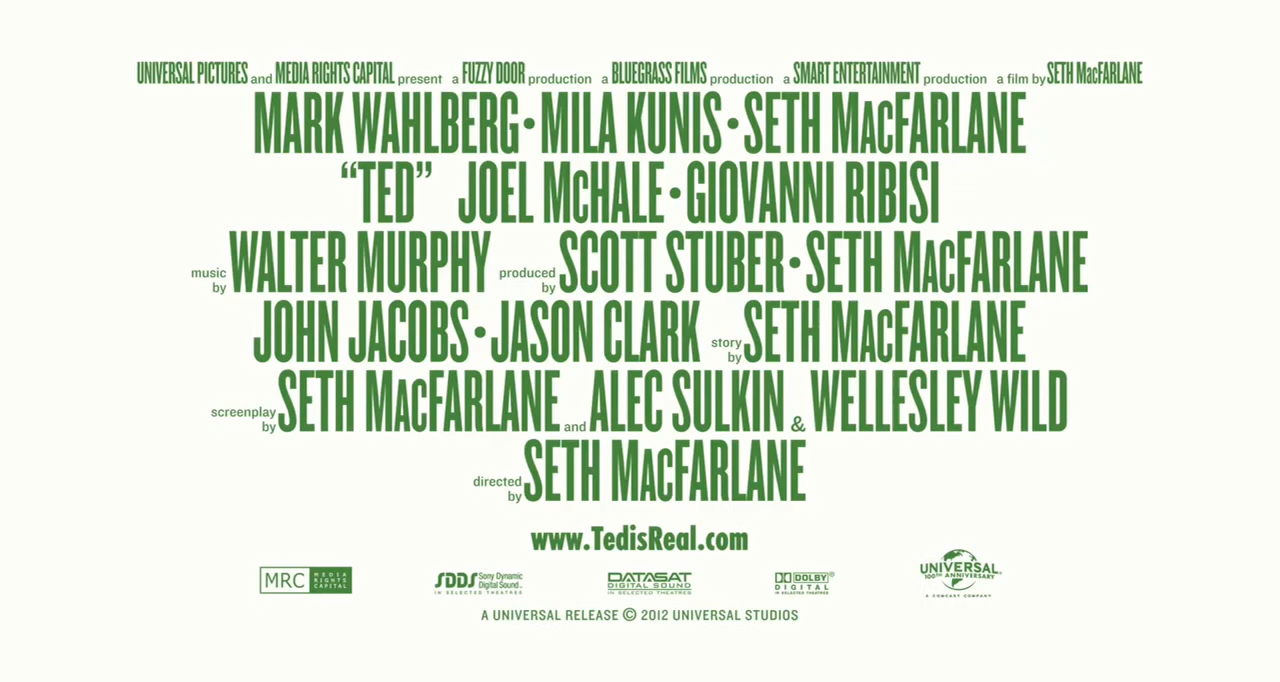 UNIVERSAL PICTURES and MEDIA RIGHTS CAPITAL present a FUZZY DOOR production a BLUEGRASS FILMS production a SMART ENTERTAINMENT production a film by SETH MacFARLANE
MARK WAHLBERG • MILA KUNIS • SETH MacFARLANE
“TED” JOEL McHALE • GIOVANNI RIBISI
music by WALTER MURPHY produced by SCOTT STUBER • SETH MacFARLANE
JOHN JACOBS • JASON CLARK story by SETH MacFARLANE
screenplay by SETH MacFARLANE and ALEC SULKIN & WELLESLEY WILD
directed by SETH MacFARLANE
www.TedisReal.com
MRC MEDIA RIGHTS CAPITAL
SDDS Sony Dynamic Digital Sound. IN SELECTED THEATRES
DATASAT DIGITAL SOUND IN SELECTED THEATRES
DOLBY® DIGITAL IN SELECTED THEATRES
UNIVERSAL® 100TH ANNIVERSARY A COMCAST COMPANY
A UNIVERSAL RELEASE © 2012 UNIVERSAL STUDIOS